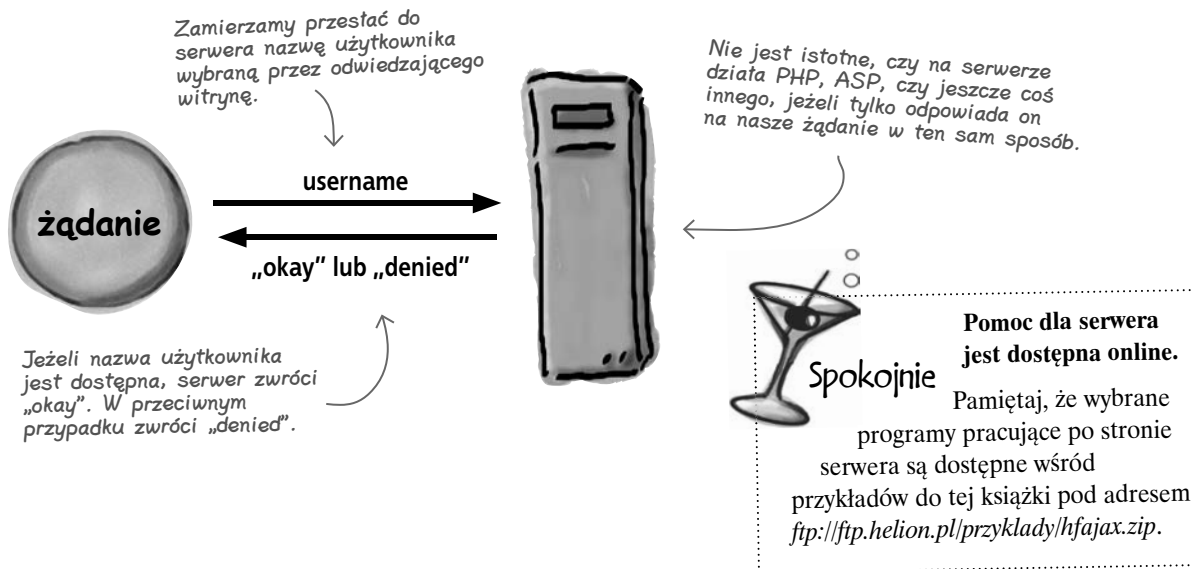 Zamierzamy przesłać do
serwera nazwę użytkownika
wybraną przez odwiedzającego
witrynę.
Nie jest istotne, czy na serwerze
działa PHP, ASP, czy jeszcze coś
innego, jeżeli tylko odpowiada on
na nasze żądanie w ten sam sposób.
żądanie
username
„okay” lub „denied”
Jeżeli nazwa użytkownika
jest dostępna, serwer zwróci
„okay”. W przeciwnym
przypadku zwróci „denied”.
Spokojnie
Pomoc dla serwera
jest dostępna online.
Pamiętaj, że wybrane
programy pracujące po stronie
serwera są dostępne wśród
przykładów do tej książki pod adresem
ftp://ftp.helion.pl/przyklady/hfajax.zip.